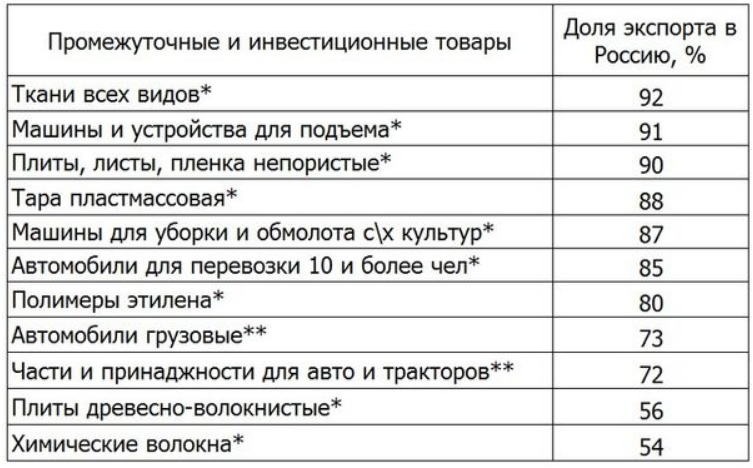 Промежуточные и инвестиционные товары
Доля экспорта в
Россию, %
Ткани всех видов* 92
Машины и устройства для подъема* 91
Плиты, листы, пленка непористые* 90
Тара пластмассовая* 88
Машины для уборки и обмолота с\х культур* 87
Автомобили для перевозки 10 и более чел* 85
Полимеры этилена* 80
Автомобили грузовые** 73
Части и принаджности для авто и тракторов** 72
Плиты древесно-волокнистые* 56
Химические волокна* 54